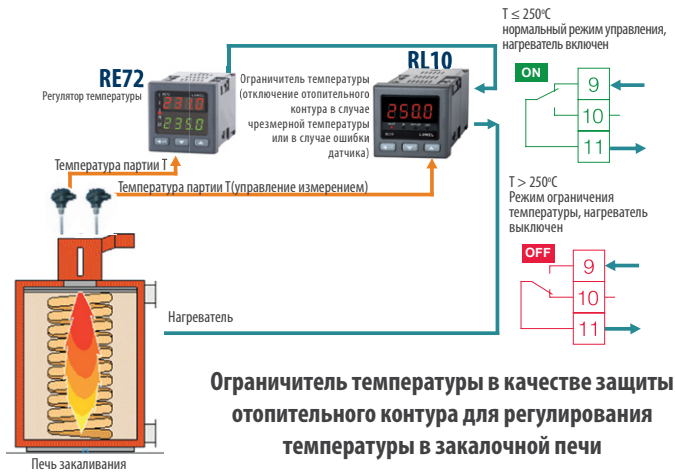 RE72
Регулятор температуры
RL10
Ограничитель температуры
(отключение отопительного
контура в случае
чрезмерной температуры
или в случае ошибки
датчика)
231.0
235.0
250.0
LUMEL
T ≤ 250°C
нормальный режим управления,
нагреватель включен
ON
9
10
11
T > 250°C
Режим ограничения
температуры, нагреватель
выключен
OFF
9
10
11
Температура партии T
Температура партии T(управление измерением)
Нагреватель
Печь закаливания
Ограничитель температуры в качестве защиты
отопительного контура для регулирования
температуры в закалочной печи